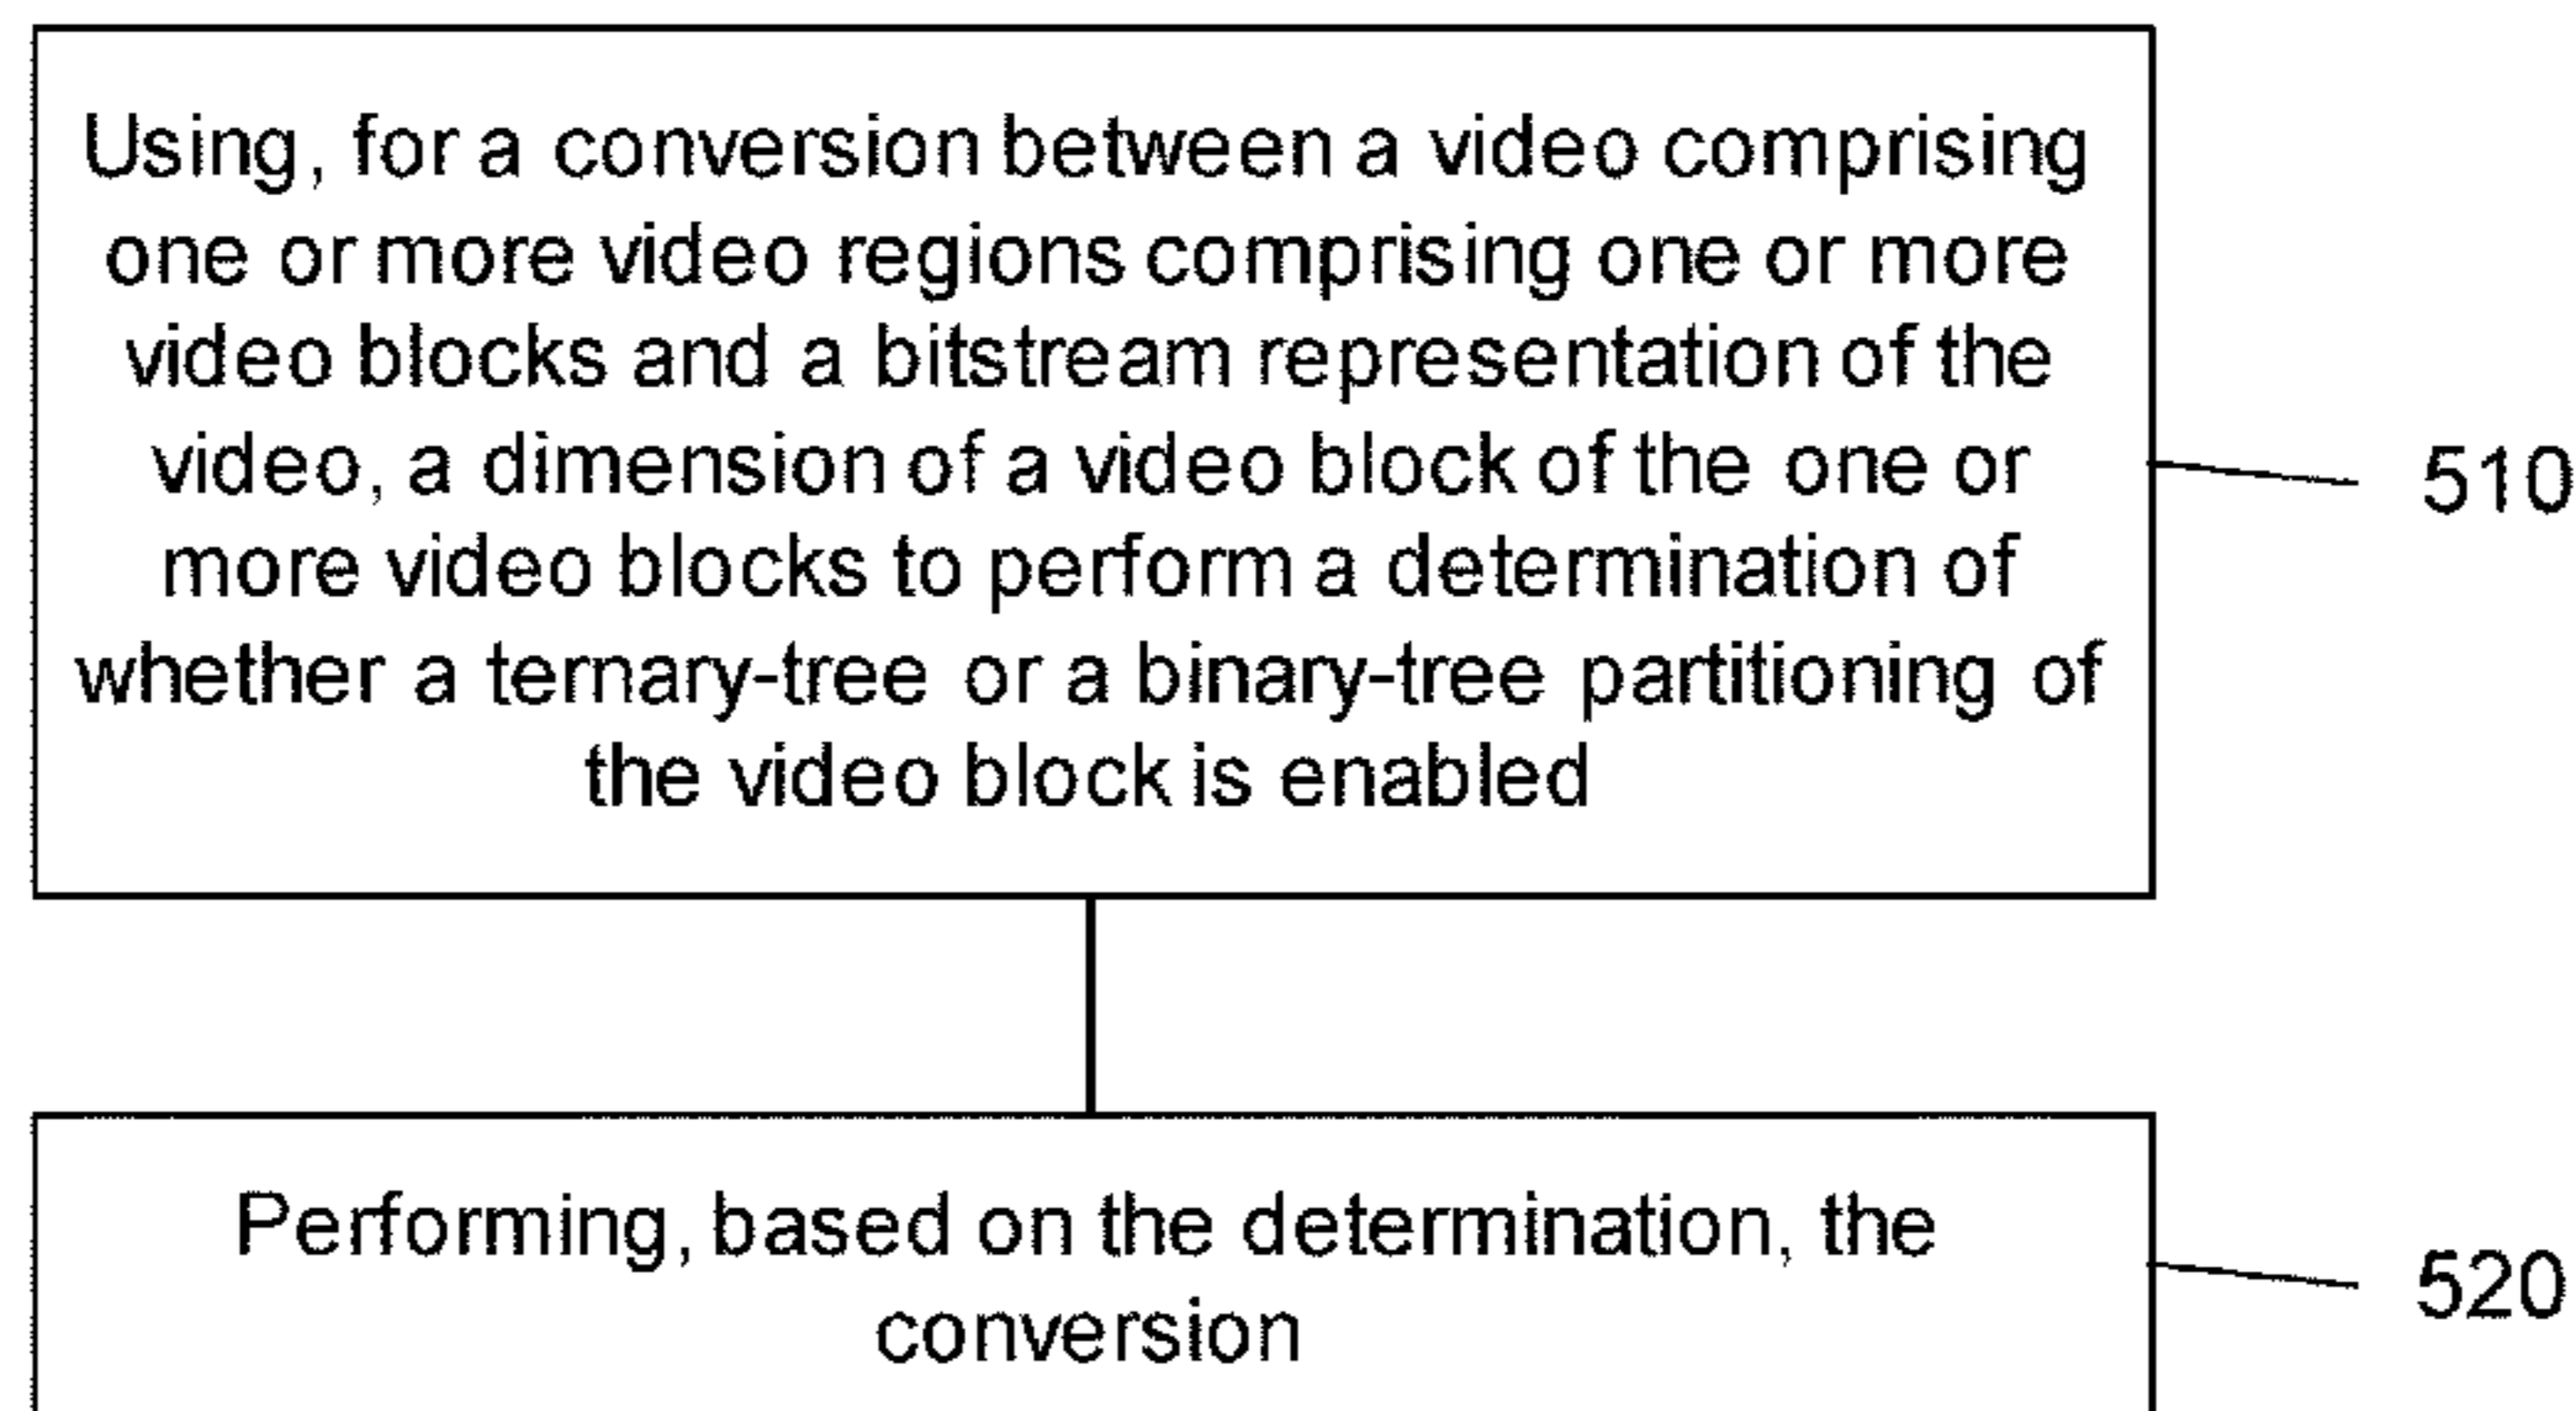 Using, for a conversion between a video comprising
one or more video regions comprising one or more
video blocks and a bitstream representation of the
video, a dimension of a video block of the one or
more video blocks to perform a determination of
whether a ternary-tree or a binary-tree partitioning of
the video block is enabled
510
Performing, based on the determination, the
conversion
520